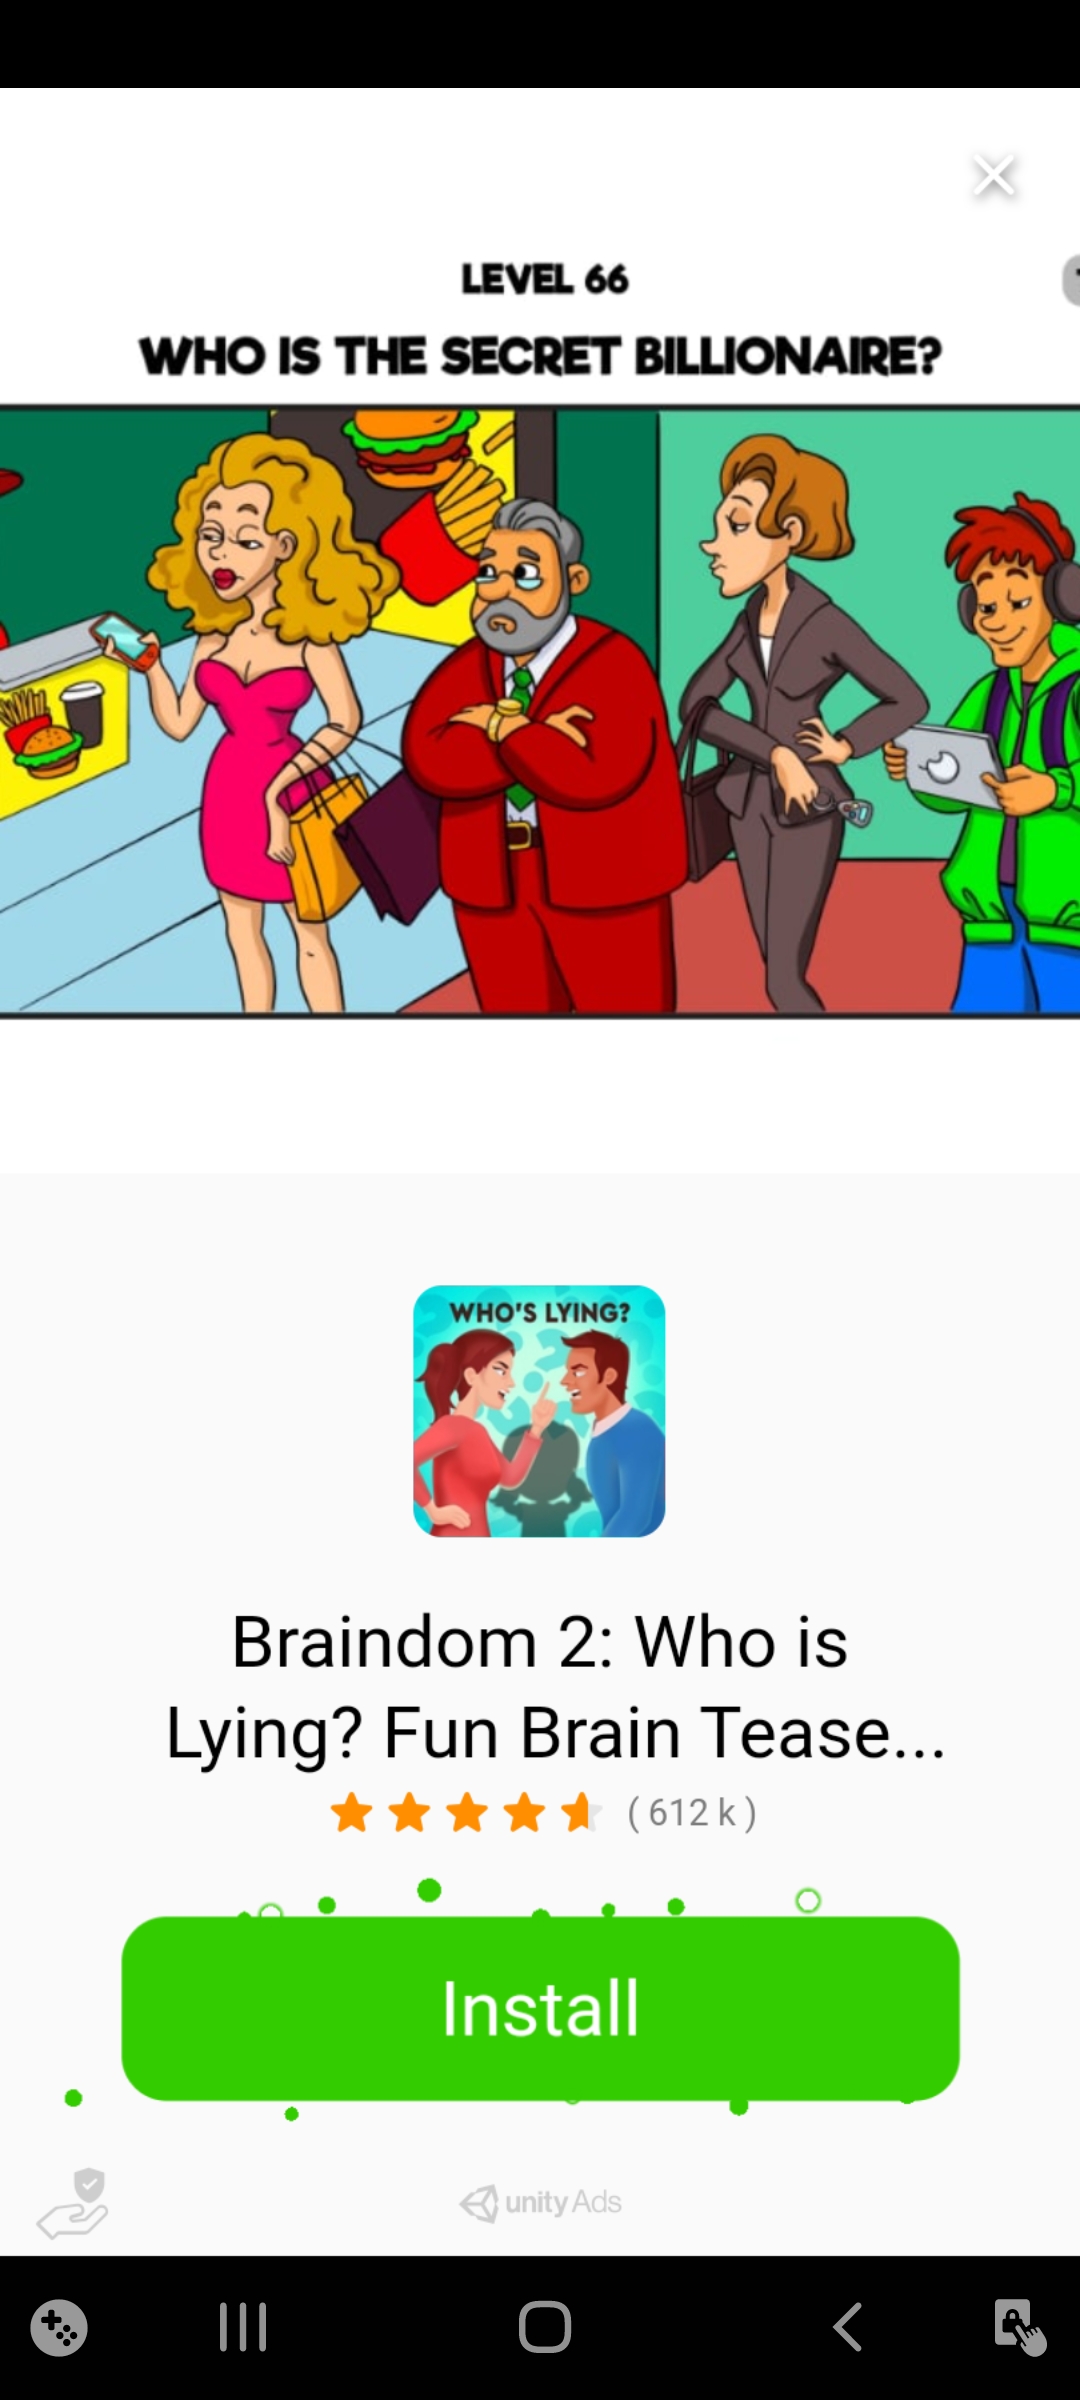 LEVEL 66
WHO IS THE SECRET BILLIONAIRE?
WHO'S LYING?
Braindom 2: Who is
Lying? Fun Brain Tease...
( 612 k )
Install
unity Ads